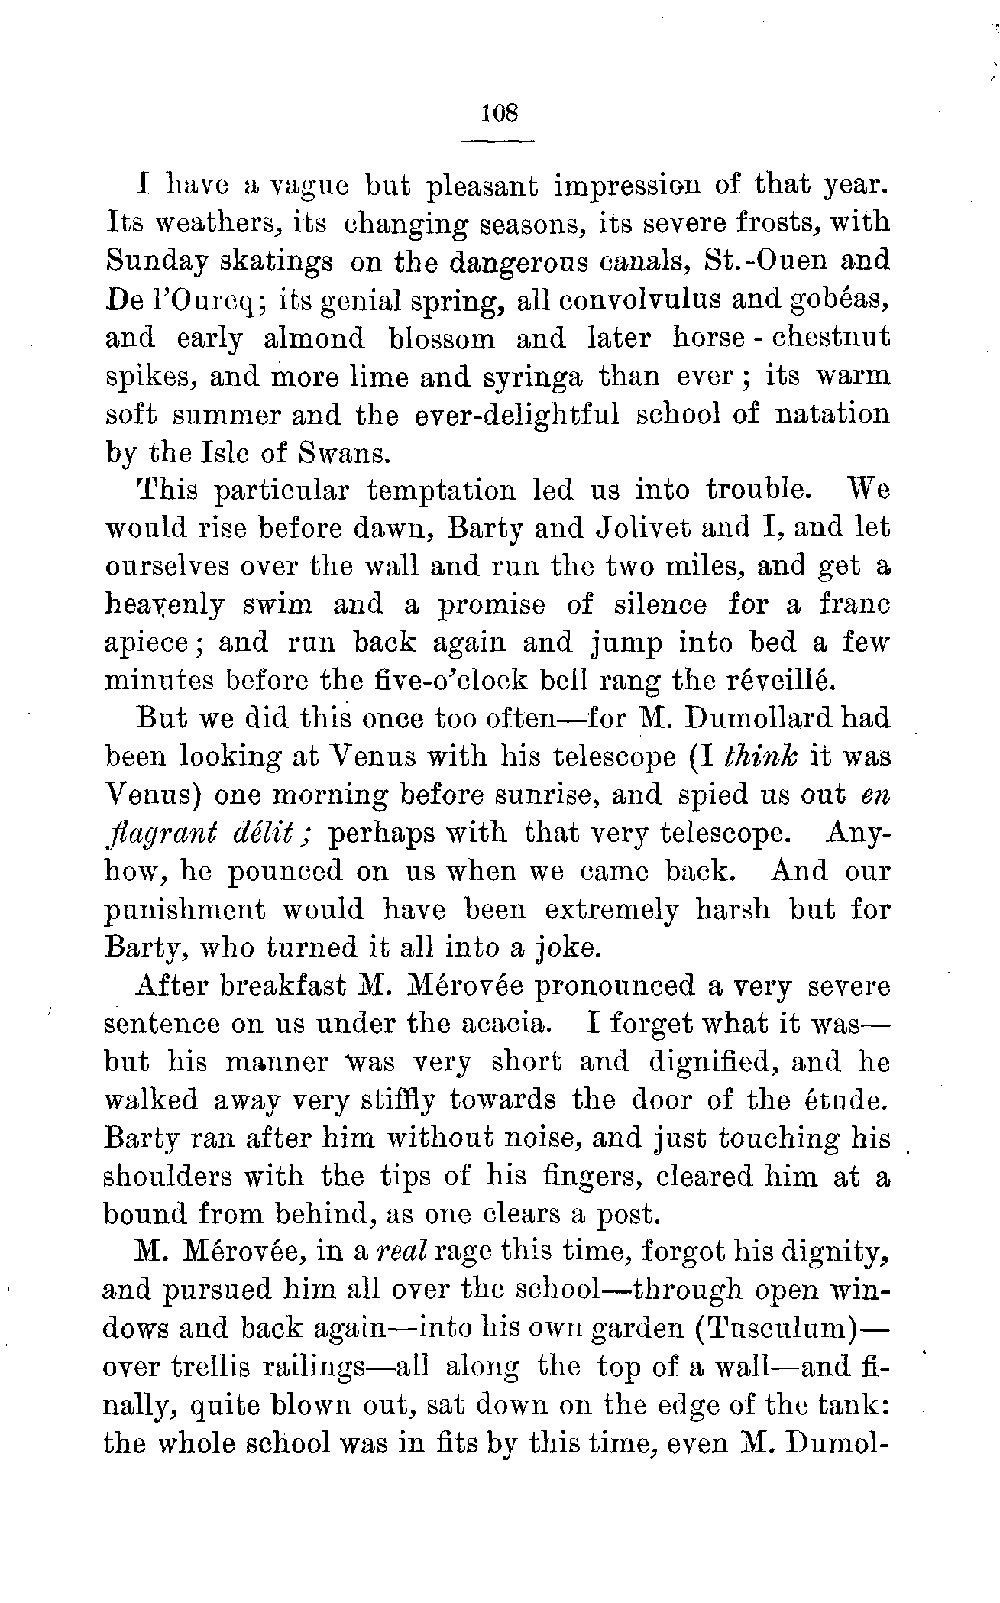 108
I have a vague but pleasant impression of that year.
Its weathers, its changing seasons, its severe frosts, with
Sunday skatings on the dangerous canals, St.-Ouen and
De l'Ourcq; its genial spring, all convolvulus and gobéas,
and early almond blossom and later horse - chestnut
spikes, and more lime and syringa than ever; its warm
soft summer and the ever-delightful school of natation
by the Isle of Swans.
This particular temptation led us into trouble. We
would rise before dawn, Barty and Jolivet and I, and let
ourselves over the wall and run the two miles, and get a
heavenly swim and a promise of silence for a franc
apiece; and run back again and jump into bed a few
minutes before the five-o'clock bell rang the réveillé.
But we did this once too often—for M. Dumollard had
been looking at Venus with his telescope (I think it was
Venus) one morning before sunrise, and spied us out en
flagrant délit; perhaps with that very telescope. Any-
how, he pounced on us when we came back. And our
punishment would have been extremely harsh but for
Barty, who turned it all into a joke.
After breakfast M. Mérovée pronounced a very severe
sentence on us under the acacia. I forget what it was—
but his manner was very short and dignified, and he
walked away very stiffly towards the door of the étude.
Barty ran after him without noise, and just touching his
shoulders with the tips of his fingers, cleared him at a
bound from behind, as one clears a post.
M. Mérovée, in a real rage this time, forgot his dignity,
and pursued him all over the school—through open win-
dows and back again—into his own garden (Tusculum)—
over trellis railings—all along the top of a wall—and fi-
nally, quite blown out, sat down on the edge of the tank:
the whole school was in fits by this time, even M. Dumol-